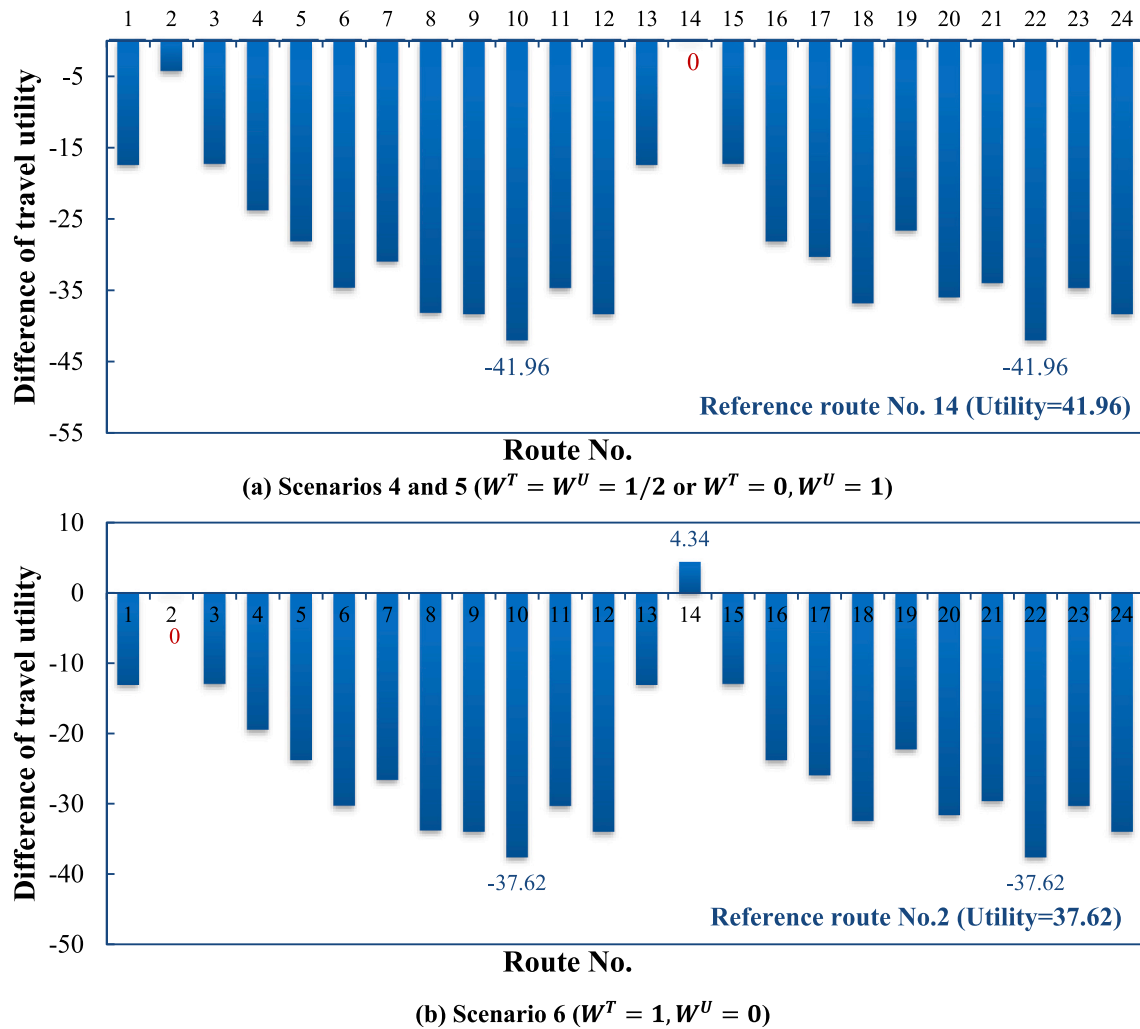 1 2 3 4 5 6 7 8 9 10 11 12 13 14 15 16 17 18 19 20 21 22 23 24
0
-5
-15
-25
-35
-45
-55
Difference of travel utility
-41.96
-41.96
Reference route No. 14 (Utility=41.96)
Route No.
(a) Scenarios 4 and 5 (W^T = W^U = 1/2 or W^T = 0, W^U = 1)
10
4.34
0
1 2 3 4 5 6 7 8 9 10 11 12 13 14 15 16 17 18 19 20 21 22 23 24
0
-10
-20
-30
-40
-50
Difference of travel utility
-37.62
-37.62
Reference route No.2 (Utility=37.62)
Route No.
(b) Scenario 6 (W^T = 1, W^U = 0)